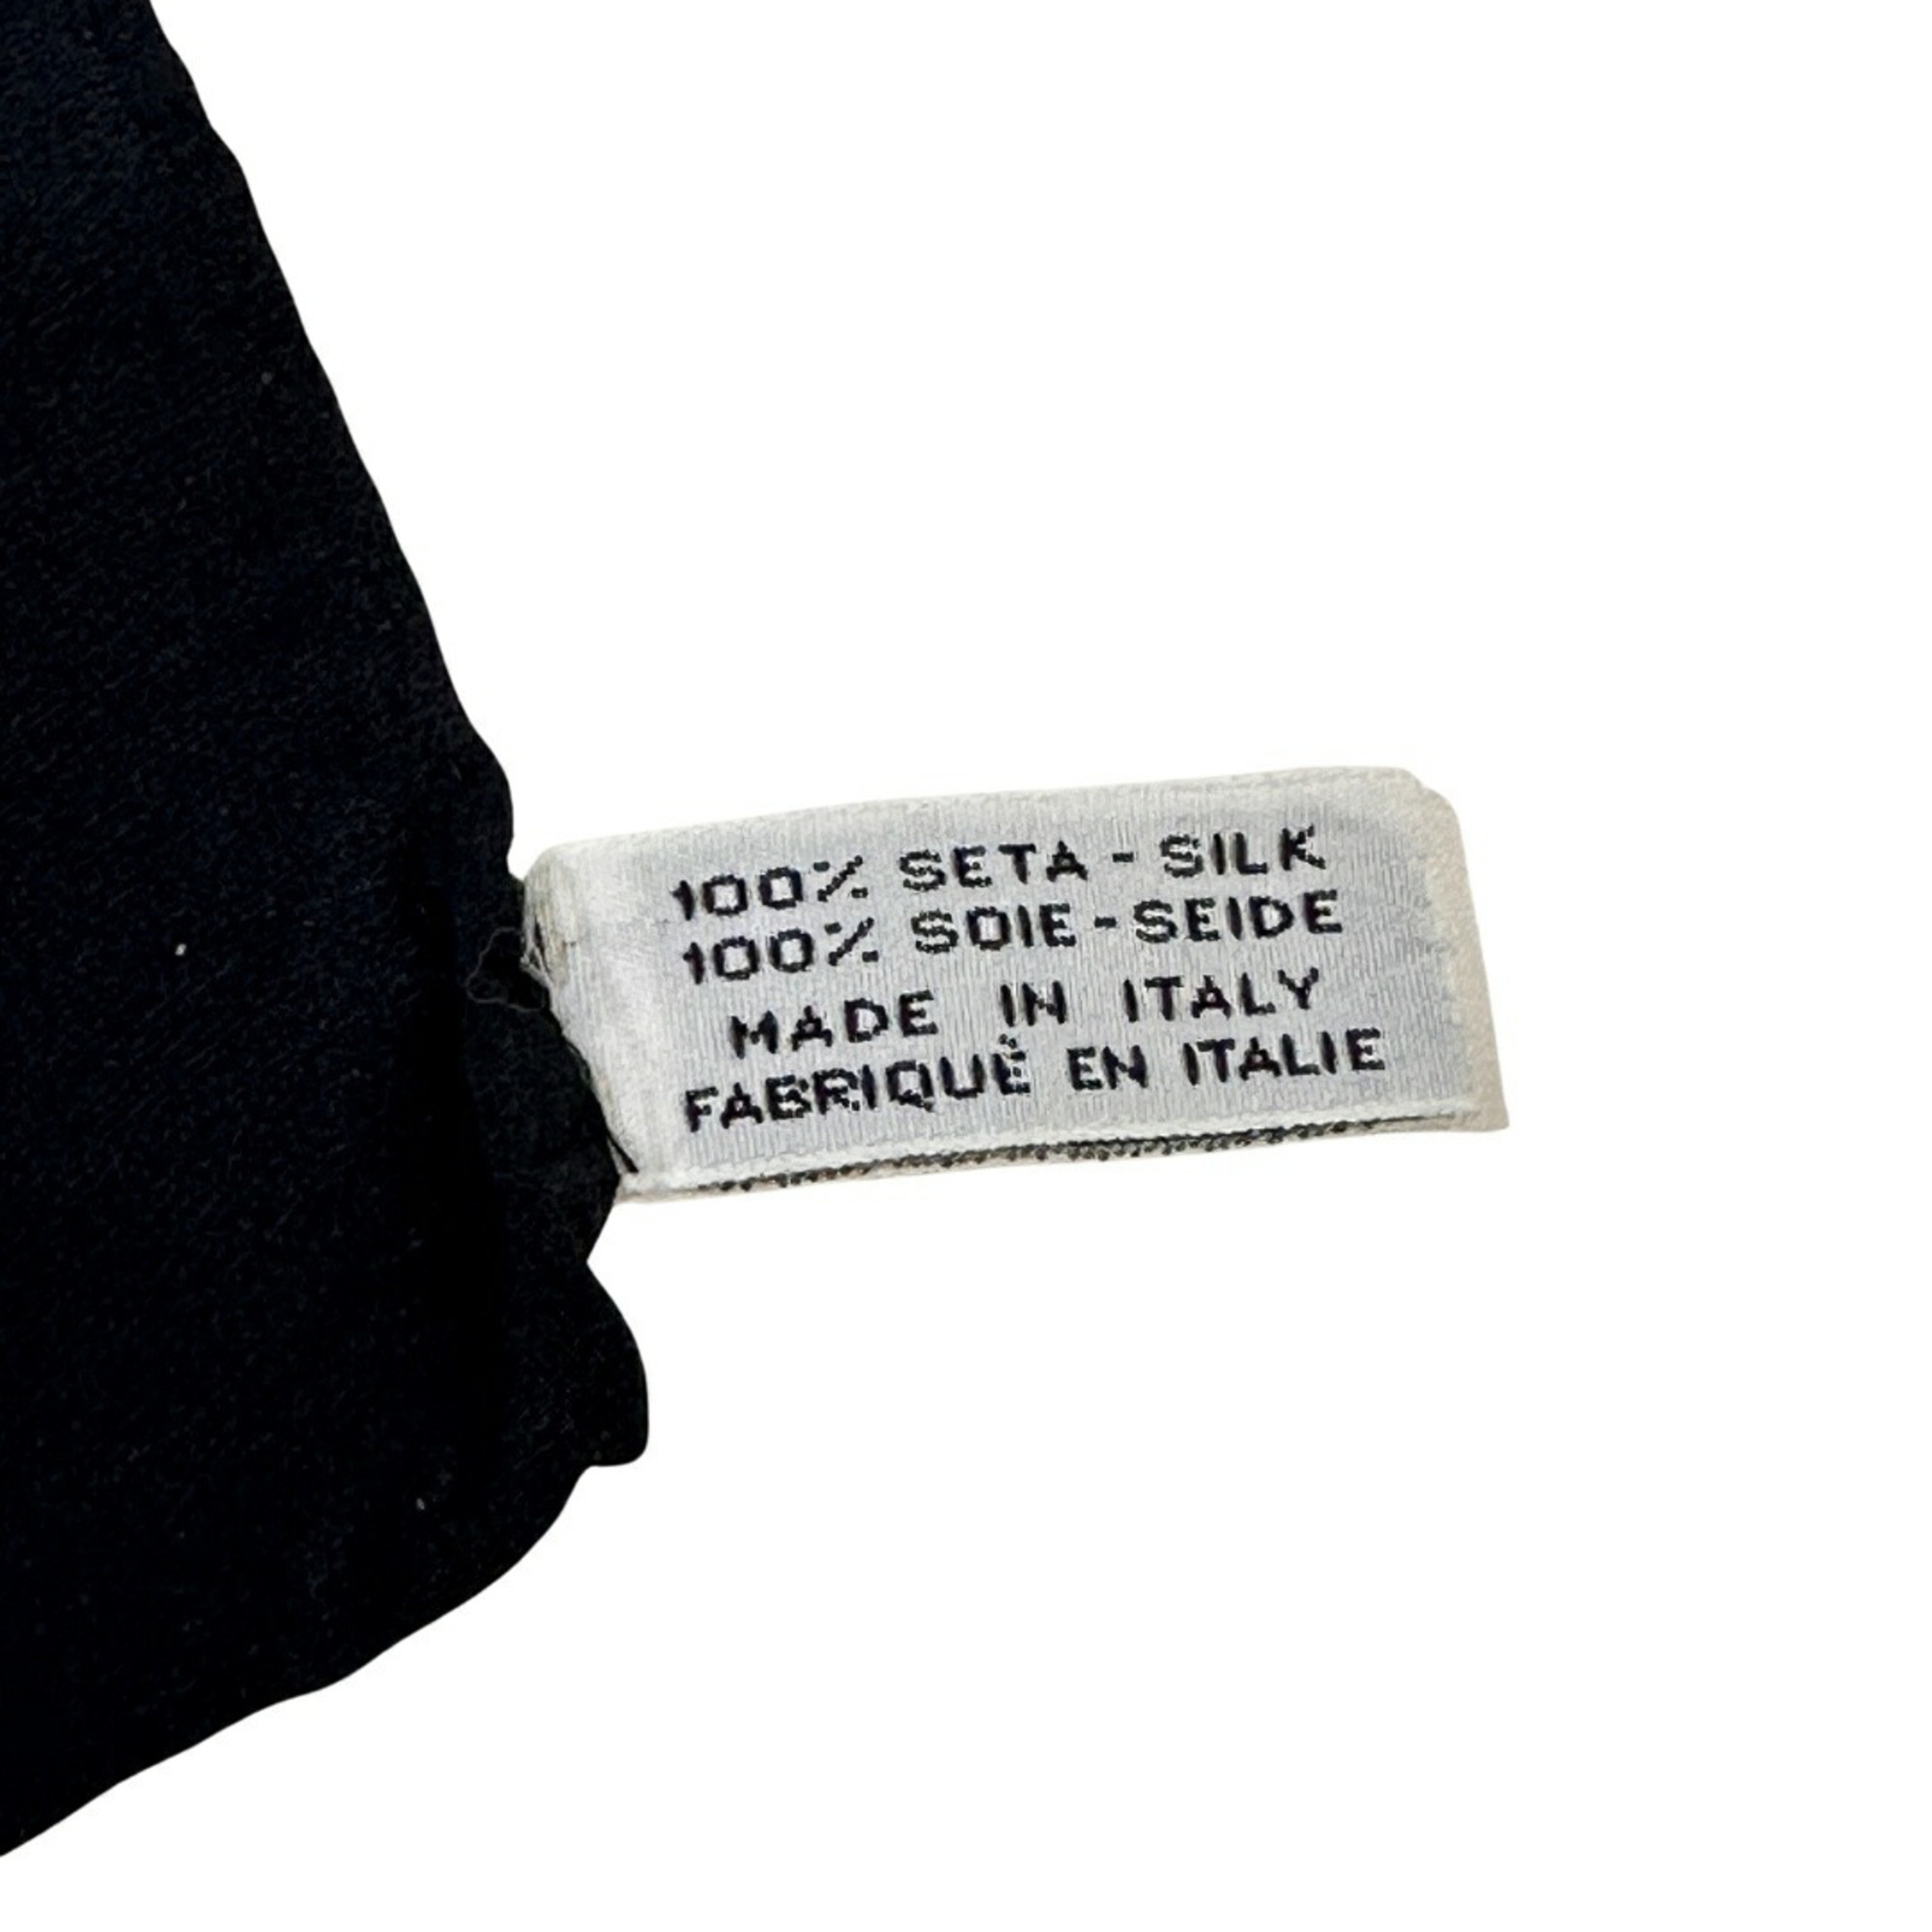 100% SETA - SILK
100% SOIE - SEIDE
MADE IN ITALY
FABRIQUÉ EN ITALIE